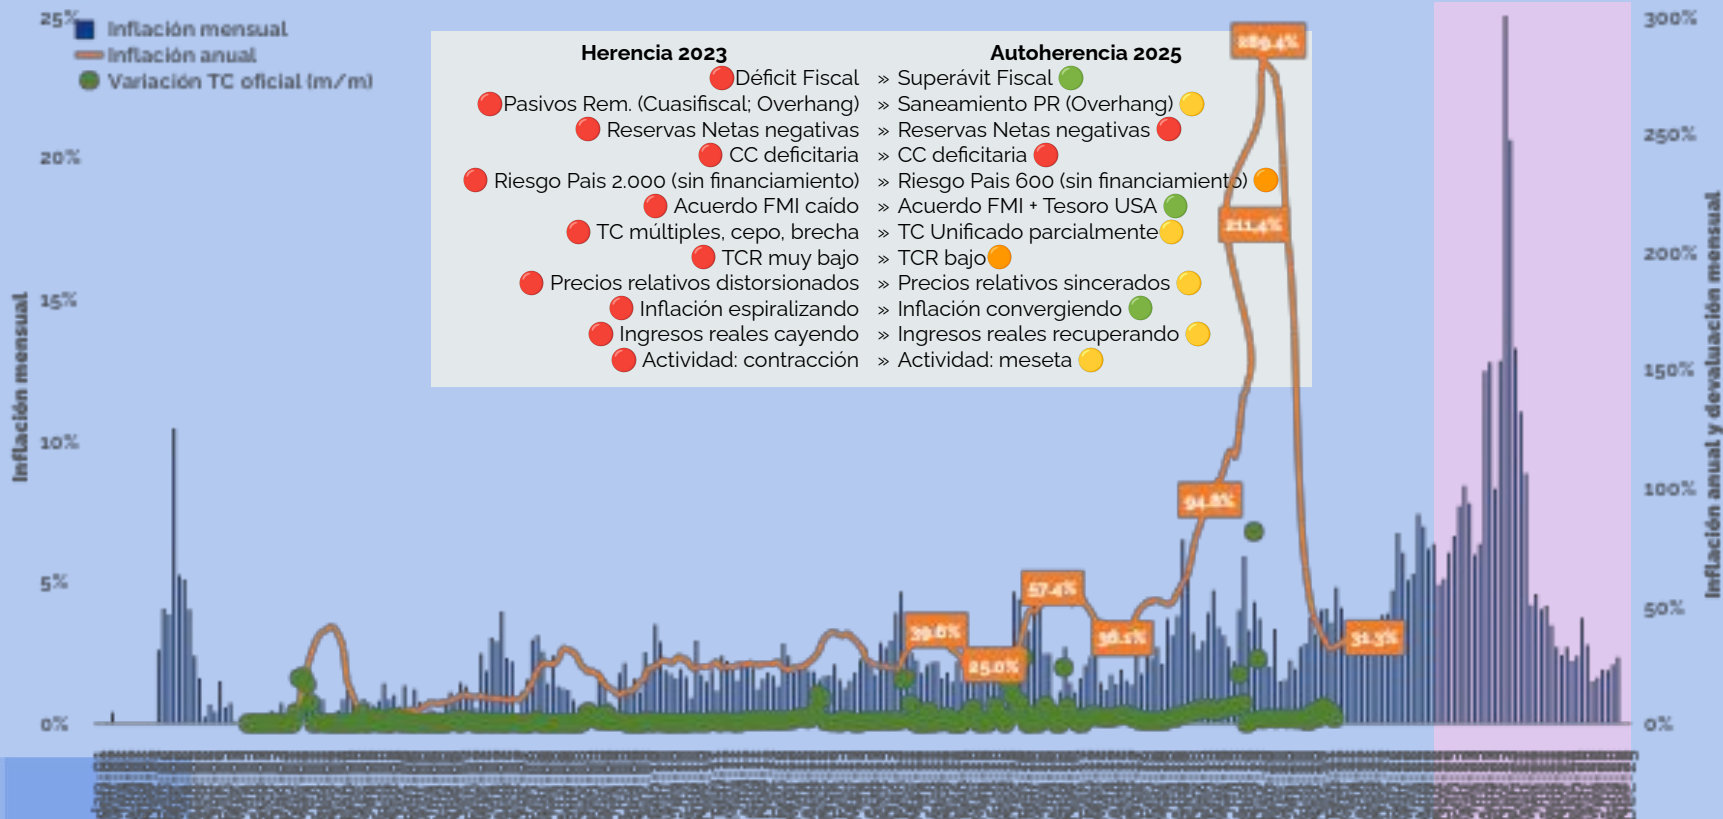 25%
Inflación mensual
Inflación anual
Variación TC oficial (m/m)
300%
289.4%
Herencia 2023 Autoherencia 2025
Déficit Fiscal » Superávit Fiscal
Pasivos Rem. (Cuasifiscal; Overhang) » Saneamiento PR (Overhang)
Reservas Netas negativas » Reservas Netas negativas
CC deficitaria » CC deficitaria
Riesgo Pais 2.000 (sin financiamiento) » Riesgo Pais 600 (sin financiamiento)
Acuerdo FMI caído » Acuerdo FMI + Tesoro USA
TC múltiples, cepo, brecha » TC Unificado parcialmente
TCR muy bajo » TCR bajo
Precios relativos distorsionados » Precios relativos sincerados
Inflación espiralizando » Inflación convergiendo
Ingresos reales cayendo » Ingresos reales recuperando
Actividad: contracción » Actividad: meseta
250%
20%
211.4%
200%
15%
150%
10%
100%
94.8%
5%
57.4%
50%
39.6%
36.1%
31.3%
25.0%
0%
0%
Inflación mensual
Inflación anual y devaluación mensual